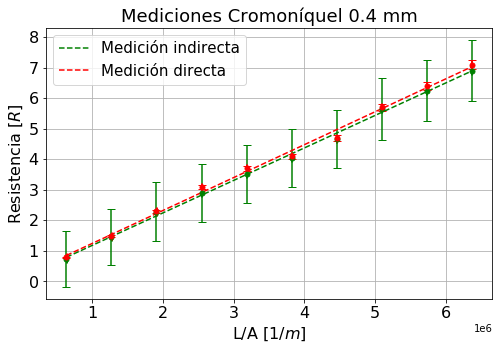 Mediciones Cromoníquel 0.4 mm
Medición indirecta
Medición directa
Resistencia [R]
8
7
6
5
4
3
2
1
0
1 2 3 4 5 6
1e6
L/A [1/m]